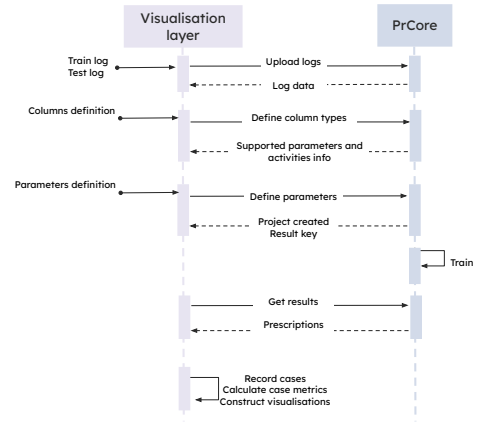 Visualisation
layer
PrCore
Train log
Test log
Upload logs
Log data
Columns definition
Define column types
Supported parameters and
activities info
Parameters definition
Define parameters
Project created
Result key
Train
Get results
Prescriptions
Record cases
Calculate case metrics
Construct visualisations